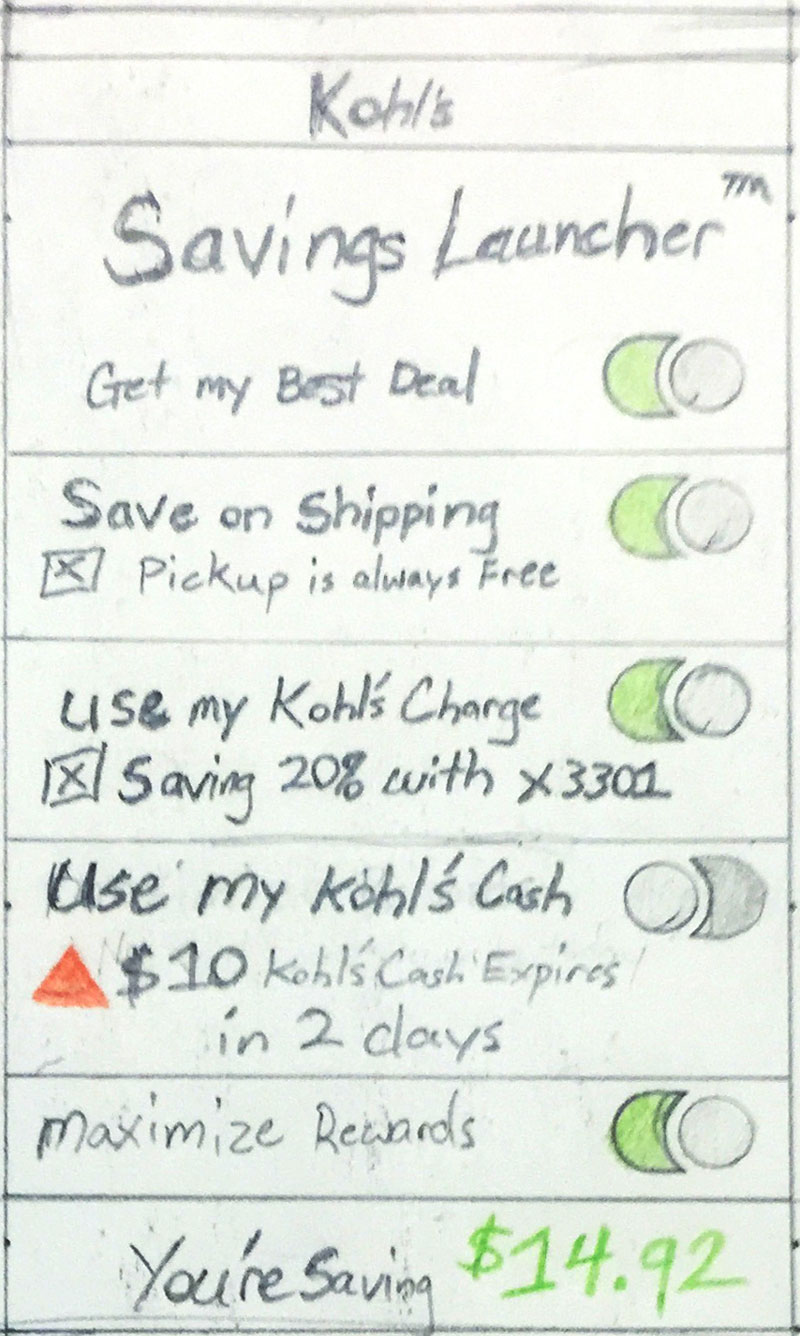 Kohl's
Savings Launcher™
Get my Best Deal
Save on Shipping
Pickup is always Free
Use my Kohl's Charge
Saving 20% with x3301
Use my Kohl's Cash
$10 Kohl's Cash Expires
in 2 days
Maximize Rewards
You're Saving $14.92